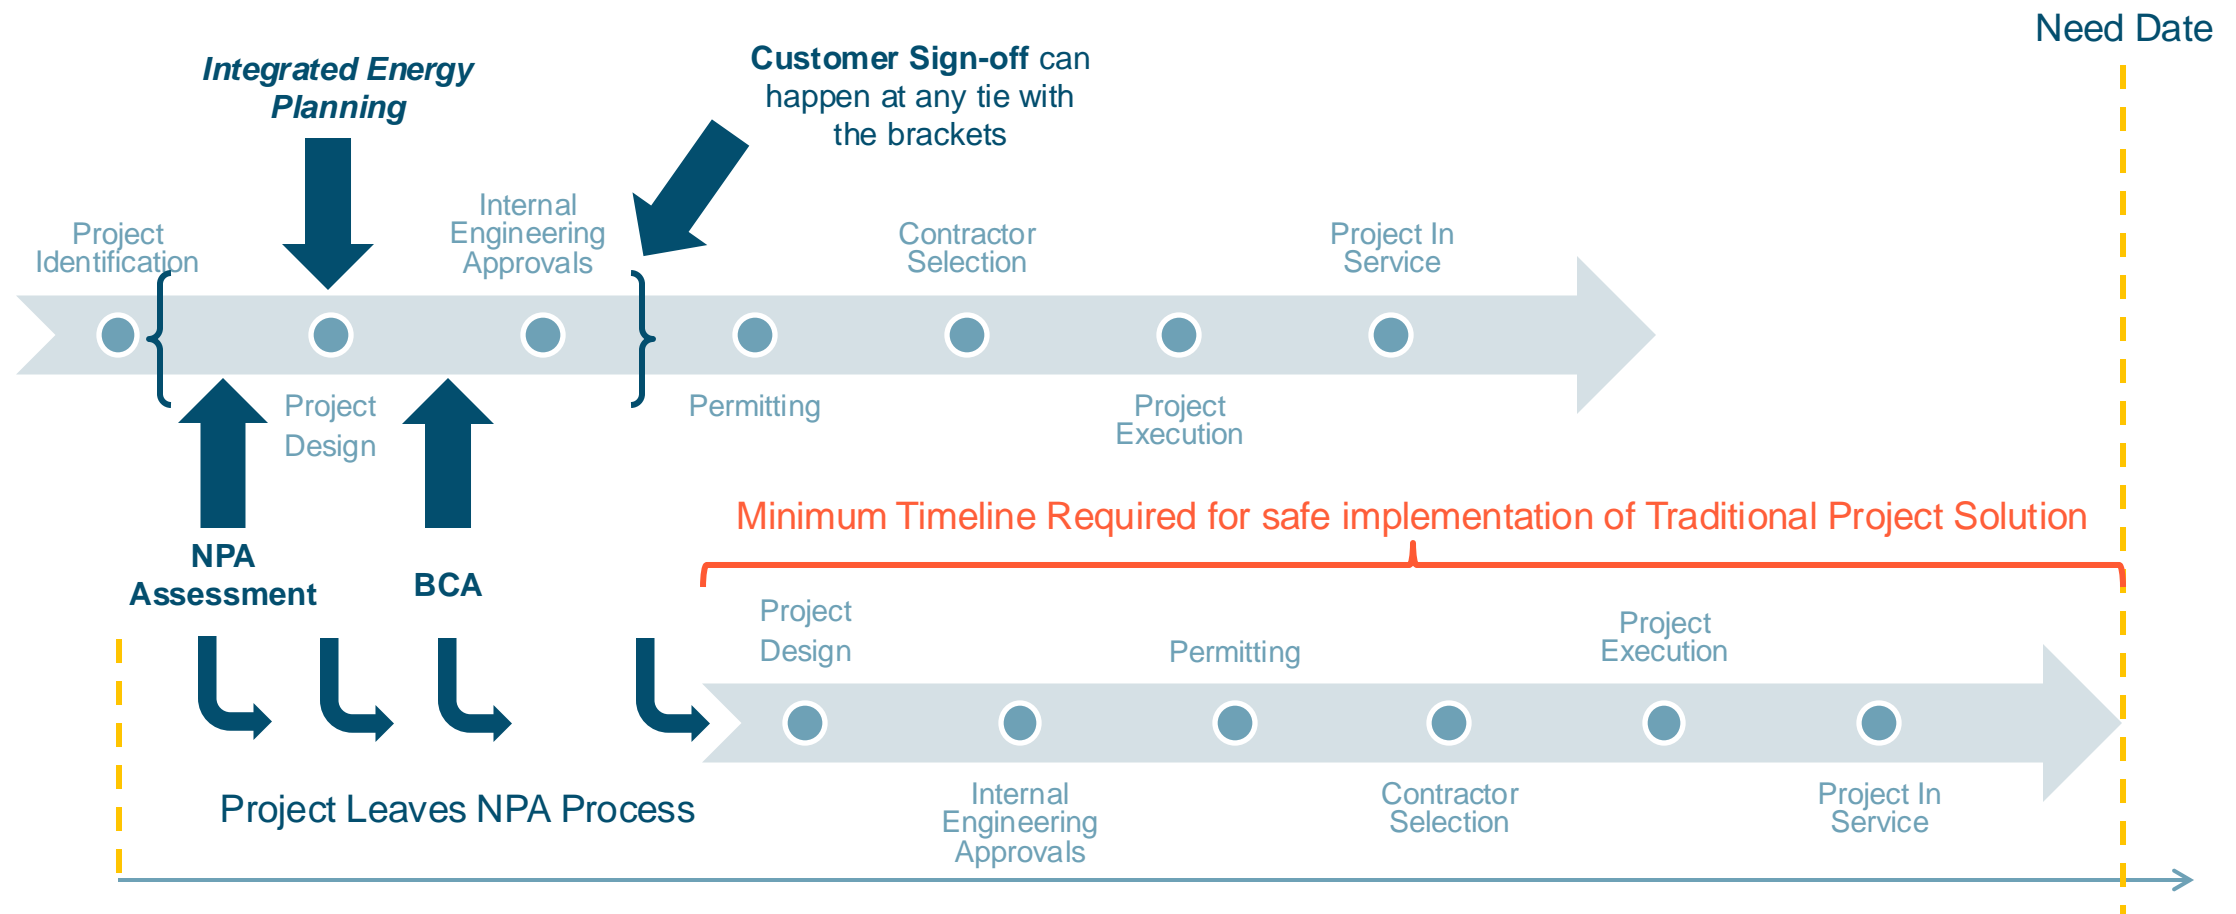 Need Date
Integrated Energy
Planning
Customer Sign-off can
happen at any tie with
the brackets
Project
Identification
Internal
Engineering
Approvals
Contractor
Selection
Project In
Service
Project
Design
Permitting
Project
Execution
NPA
Assessment
BCA
Minimum Timeline Required for safe implementation of Traditional Project Solution
Project
Design
Permitting
Project
Execution
Project Leaves NPA Process
Internal
Engineering
Approvals
Contractor
Selection
Project In
Service